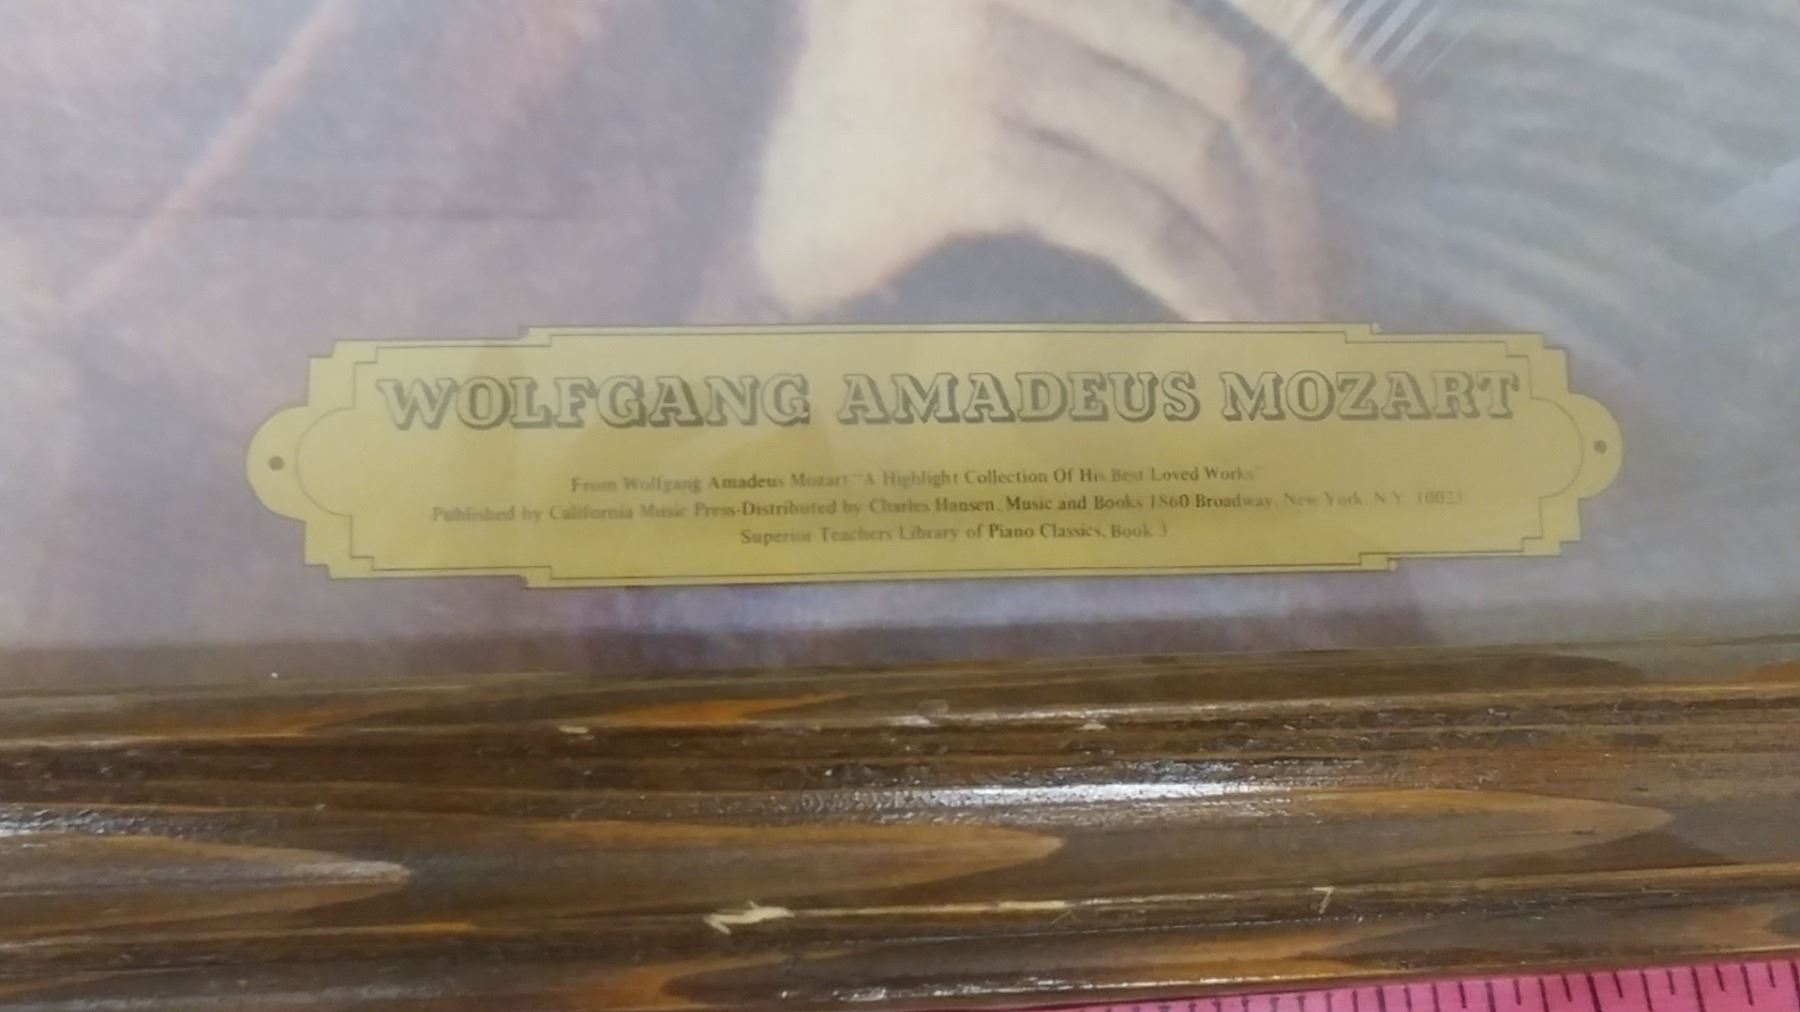 WOLFGANG AMADEUS MOZART
From Wolfgang Amadeus Mozart "A Highlight Collection Of His Best Loved Works"
Published by California Music Press-Distributed by Charles Hansen, Music and Books 1860 Broadway, New York, N.Y. 10023
Superior Teachers Library of Piano Classics, Book 3